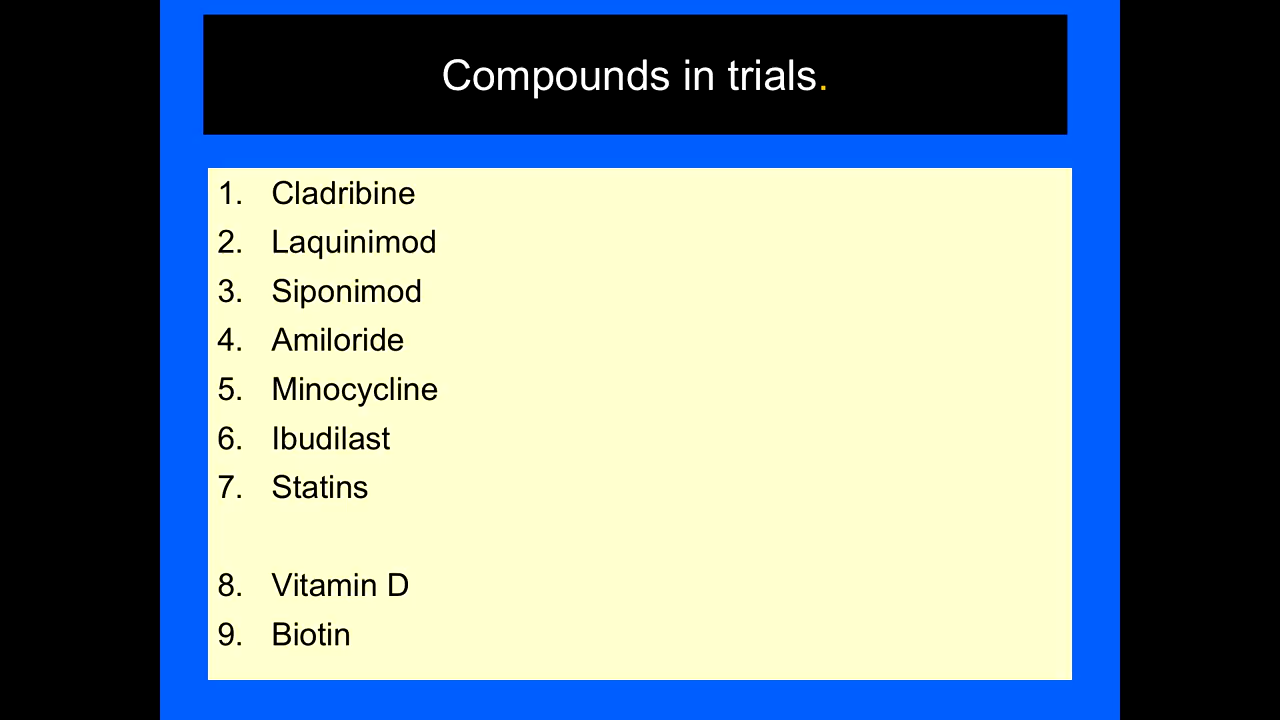 Compounds in trials.
1. Cladribine
2. Laquinimod
3. Siponimod
4. Amiloride
5. Minocycline
6. Ibudilast
7. Statins
8. Vitamin D
9. Biotin